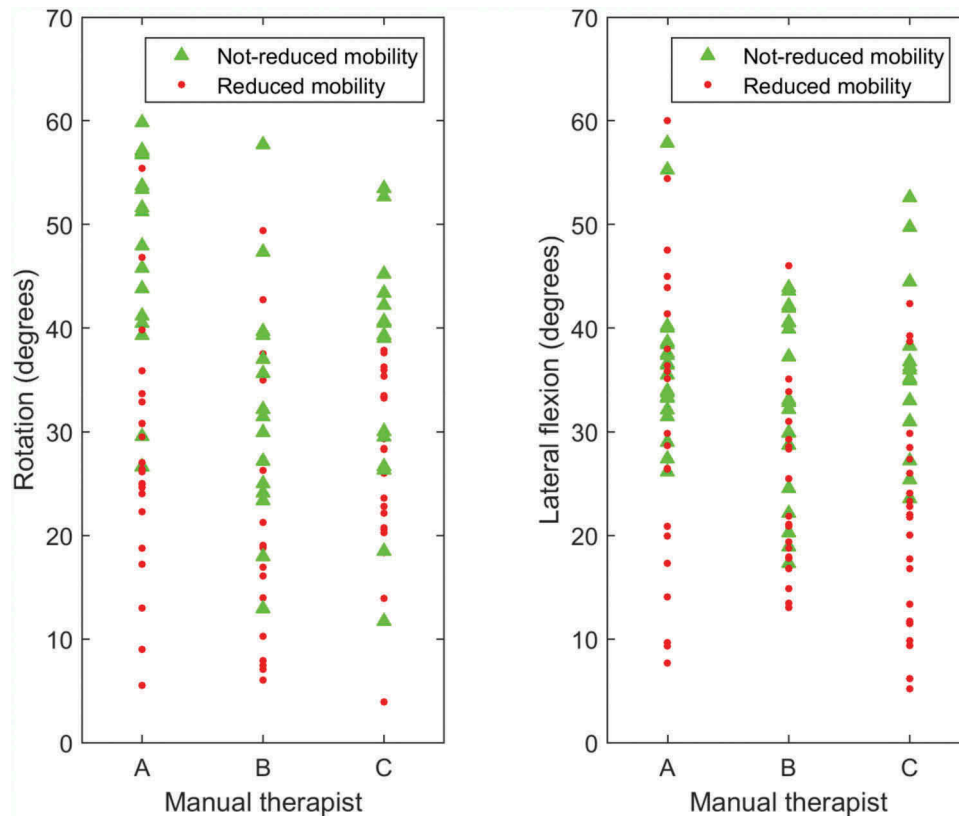 70
60
50
40
30
20
10
0
Rotation (degrees)
Not-reduced mobility
Reduced mobility
A B C
Manual therapist
70
60
50
40
30
20
10
0
Lateral flexion (degrees)
Not-reduced mobility
Reduced mobility
A B C
Manual therapist